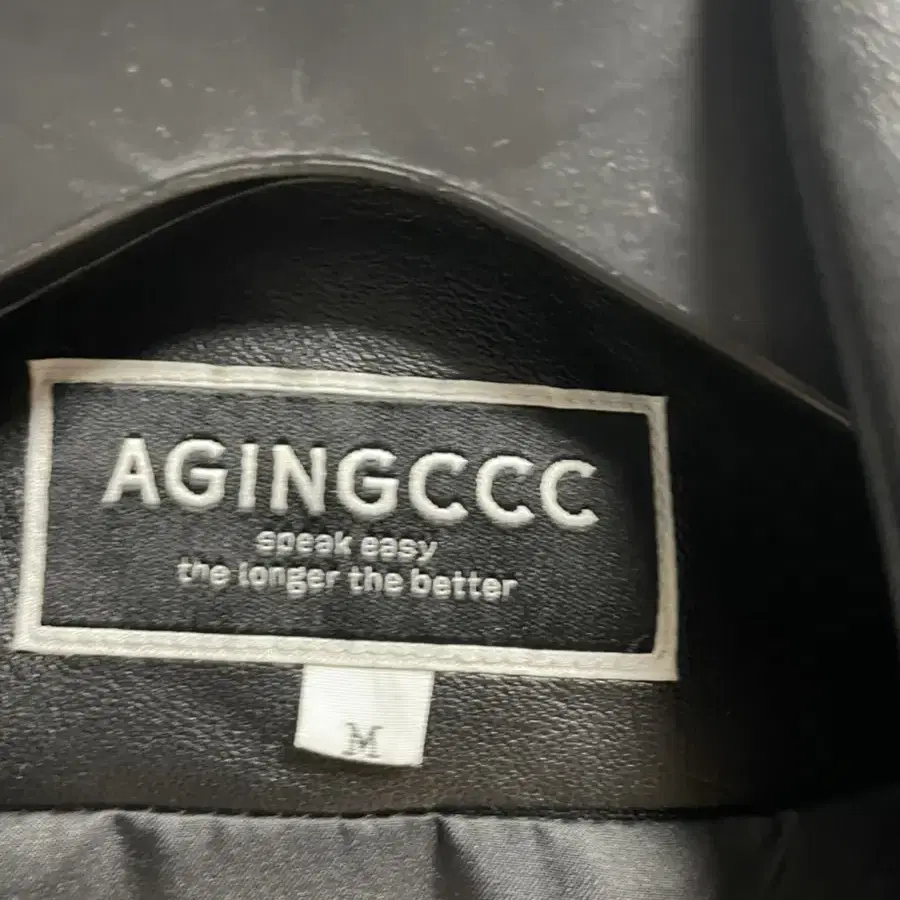 AGINGCCC
speak easy
the longer the better
M